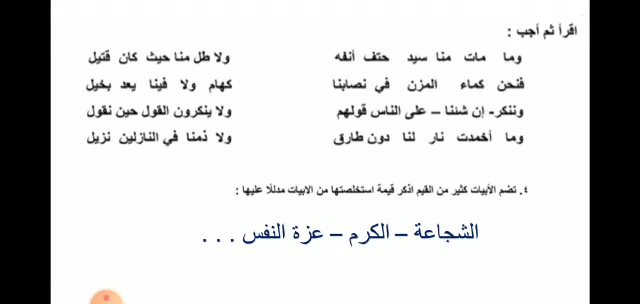 اقرأ ثم أجب :
وما مات منا سيد حتف أنفه ولا طل منا حيث كان قتيل
فنحن كماء المزن في نصابنا كهام ولا فينا يعد بخيل
وننكر- إن شئنا – على الناس قولهم ولا ينكرون القول حين نقول
وما أخمدت نار لنا دون طارق ولا ذمنا في النازلين نزيل
٤. تضم الأبيات كثير من القيم اذكر قيمة استخلصتها من الابيات مدللًا عليها :
الشجاعة – الكرم – عزة النفس . . .